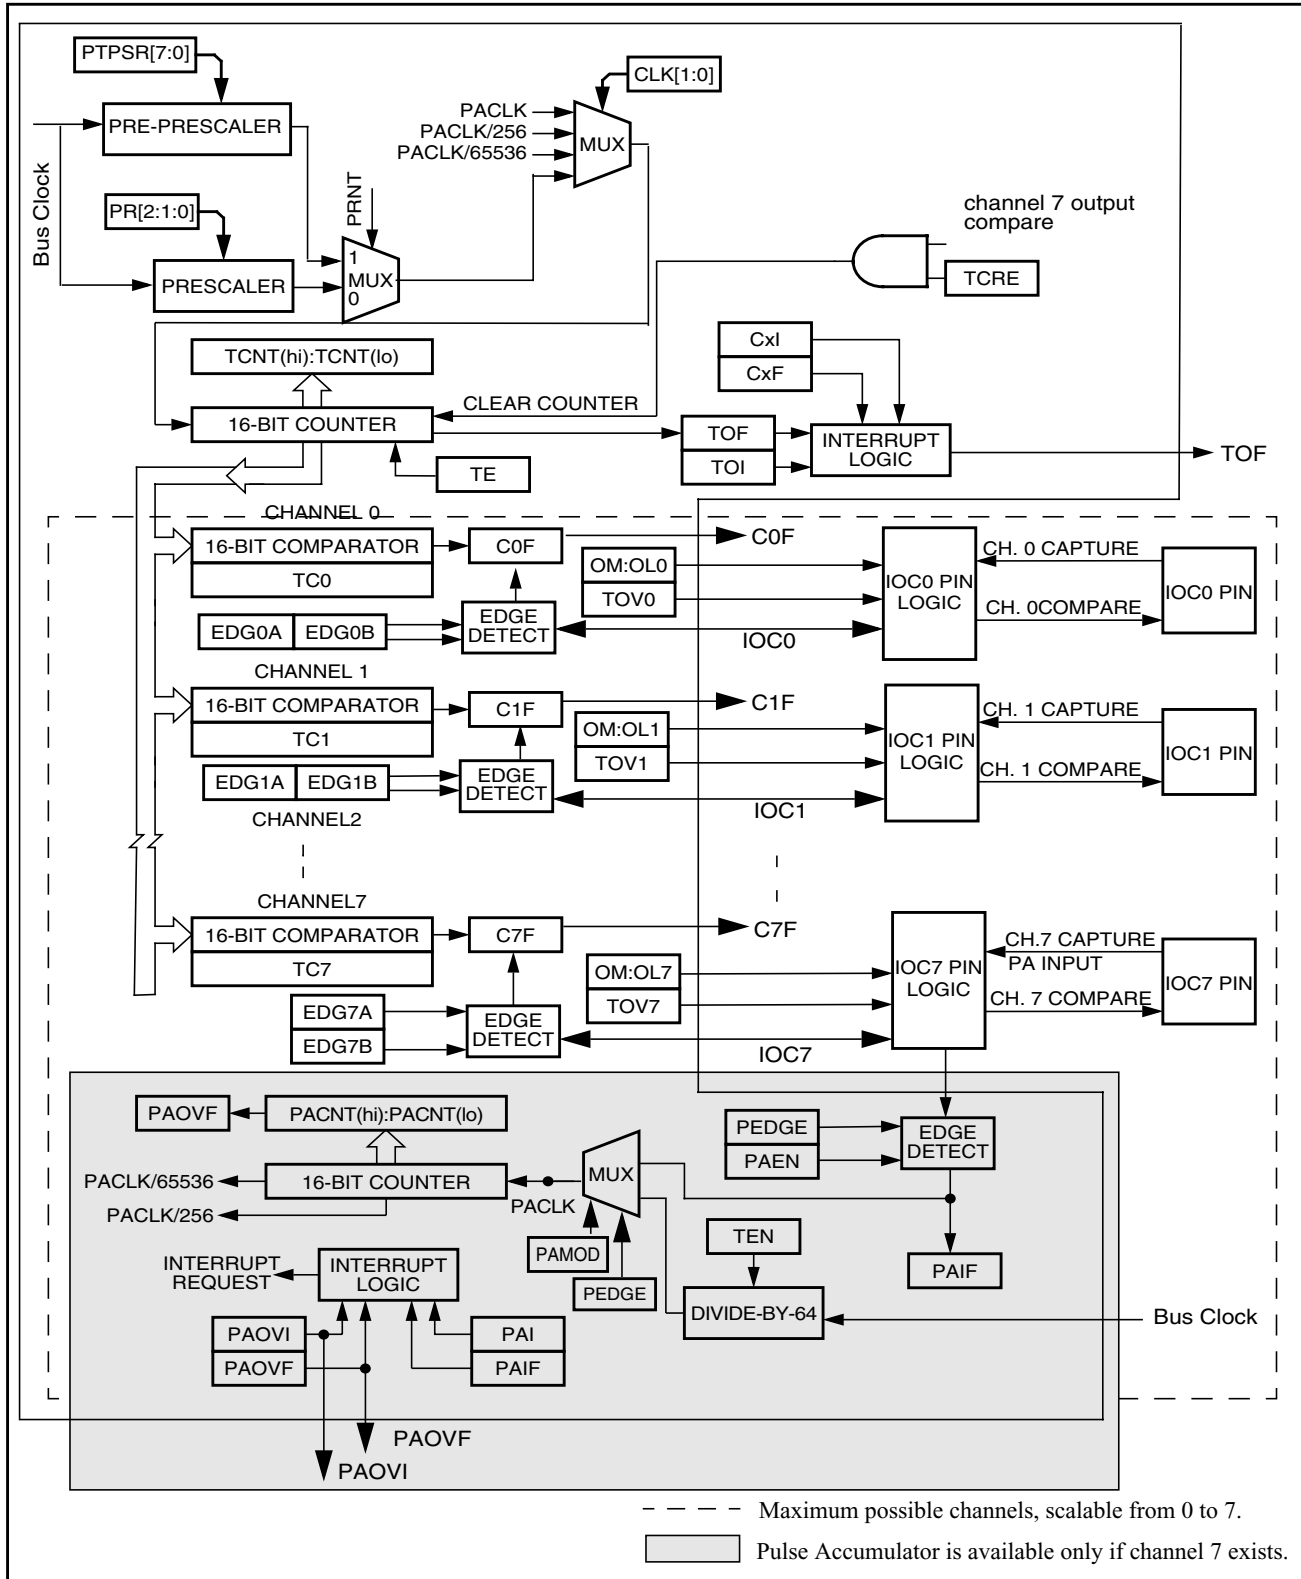 PTPSR[7:0]
CLK[1:0]
PACLK
PRE-PRESCALER
PACLK/256
MUX
PACLK/65536
Bus Clock
PRNT
PR[2:1:0]
channel 7 output
compare
1
MUX
0
PRESCALER
TCRE
TCNT(hi):TCNT(lo)
CxI
CxF
CLEAR COUNTER
16-BIT COUNTER
TOF
TOI
INTERRUPT
LOGIC
TOF
TE
CHANNEL 0
16-BIT COMPARATOR
TC0
C0F
C0F
OM:OL0
TOV0
IOC0 PIN
LOGIC
CH. 0 CAPTURE
CH. 0COMPARE
IOC0 PIN
EDG0A
EDG0B
EDGE
DETECT
IOC0
CHANNEL 1
16-BIT COMPARATOR
TC1
C1F
C1F
OM:OL1
TOV1
IOC1 PIN
LOGIC
CH. 1 CAPTURE
CH. 1 COMPARE
IOC1 PIN
EDG1A
EDG1B
EDGE
DETECT
IOC1
CHANNEL2
CHANNEL7
16-BIT COMPARATOR
TC7
C7F
C7F
OM:OL7
TOV7
IOC7 PIN
LOGIC
CH.7 CAPTURE
PA INPUT
CH. 7 COMPARE
IOC7 PIN
EDG7A
EDG7B
EDGE
DETECT
IOC7
PAOVF
PACNT(hi):PACNT(lo)
PEDGE
PAEN
EDGE
DETECT
MUX
PACLK/65536
16-BIT COUNTER
PACLK
PACLK/256
TEN
PAMOD
INTERRUPT
REQUEST
INTERRUPT
LOGIC
PAIF
PEDGE
DIVIDE-BY-64
Bus Clock
PAOVI
PAOVF
PAI
PAIF
PAOVF
PAOVI
Maximum possible channels, scalable from 0 to 7.
Pulse Accumulator is available only if channel 7 exists.